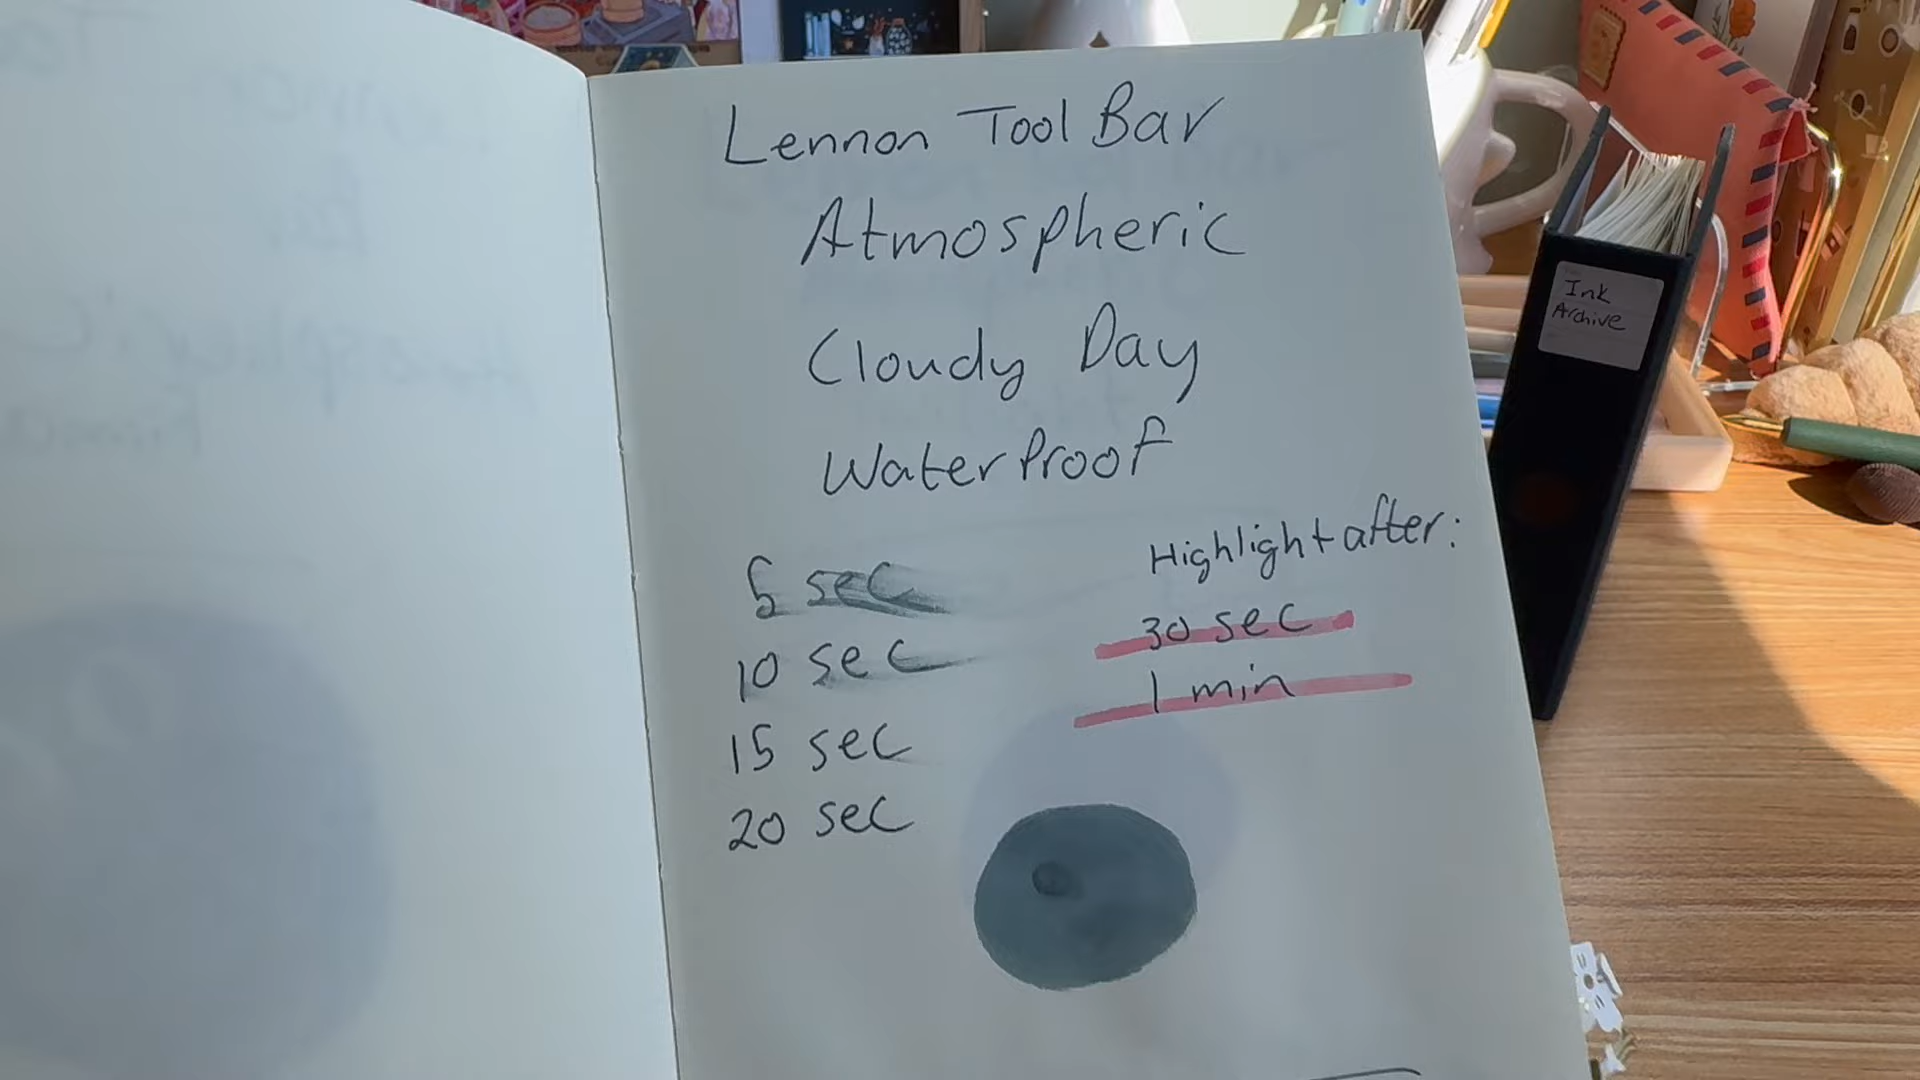 Lennon Tool Bar
Atmospheric
Cloudy Day
Waterproof
5 sec
10 sec
15 sec
20 sec
Highlight after:
30 sec
1 min
Ink
Archive